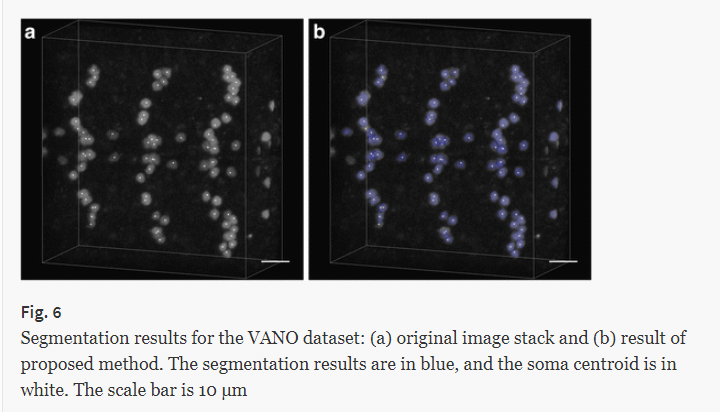 a
b
Fig. 6
Segmentation results for the VANO dataset: (a) original image stack and (b) result of
proposed method. The segmentation results are in blue, and the soma centroid is in
white. The scale bar is 10 μm